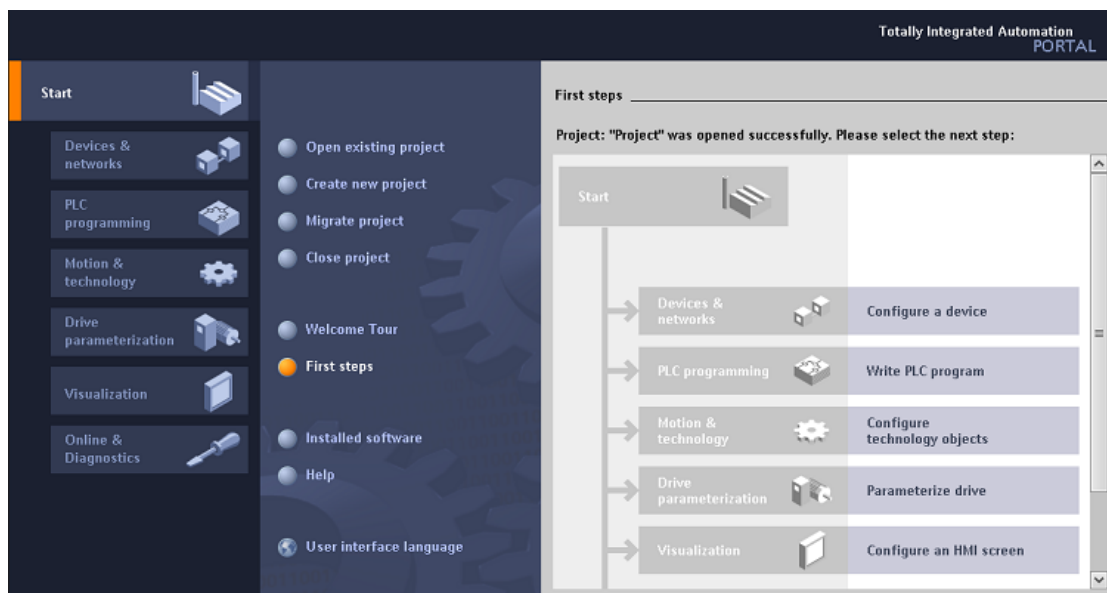 Totally Integrated Automation
PORTAL
Start
Devices &
networks
PLC
programming
Motion &
technology
Drive
parameterization
Visualization
Online &
Diagnostics
Open existing project
Create new project
Migrate project
Close project
Welcome Tour
First steps
Installed software
Help
User interface language
First steps
Project: "Project" was opened successfully. Please select the next step:
Start
Devices &
networks
Configure a device
PLC programming
Write PLC program
Motion &
technology
Configure
technology objects
Drive
parameterization
Parameterize drive
Visualization
Configure an HMI screen